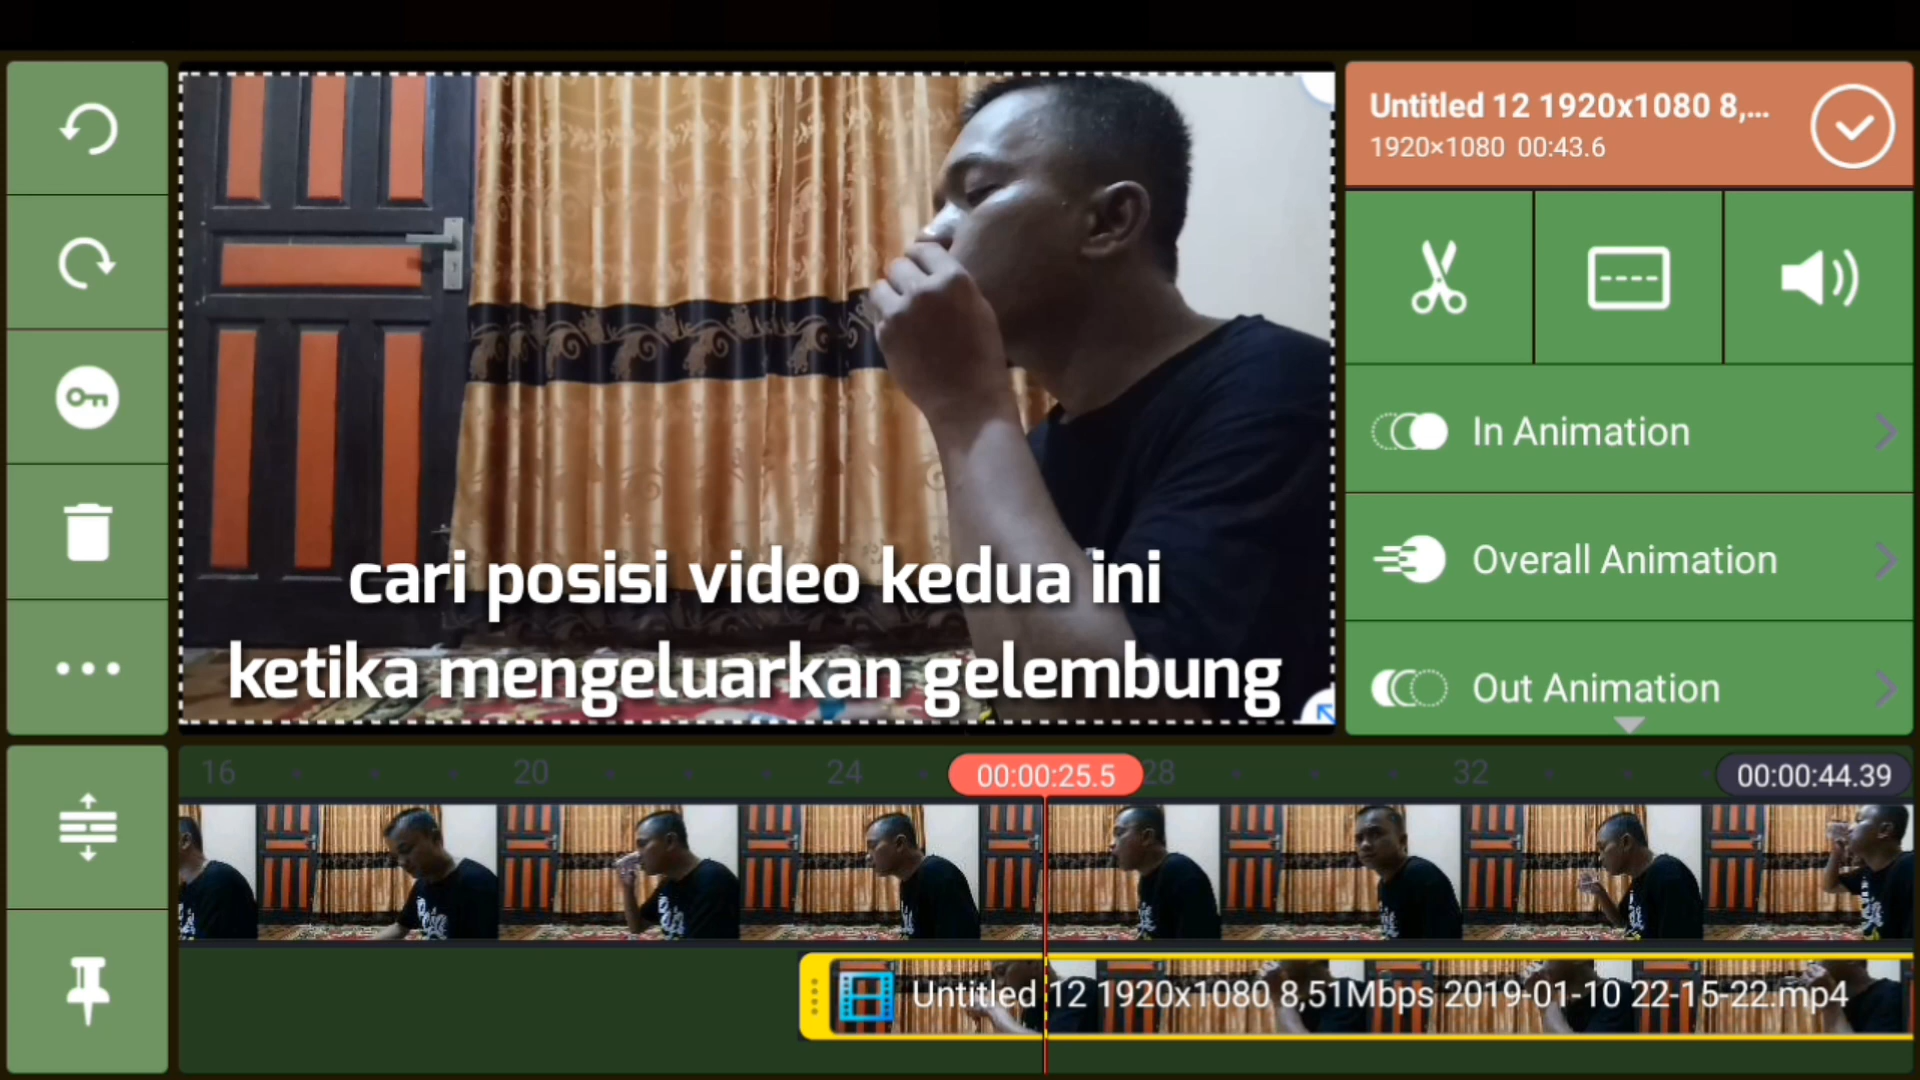 Untitled 12 1920x1080 8,...
1920×1080 00:43.6
In Animation
Overall Animation
Out Animation
cari posisi video kedua ini
ketika mengeluarkan gelembung
16 20 24 00:00:25.5 28 32 00:00:44.39
Untitled 12 1920x1080 8,51Mbps 2019-01-10 22-15-22.mp4